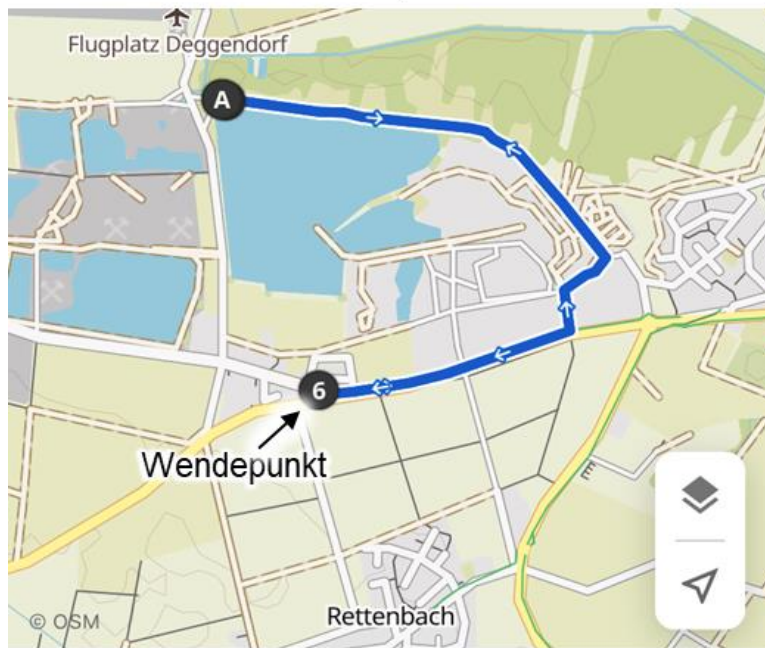 Flugplatz Deggendorf
A
6
Wendepunkt
Rettenbach
© OSM